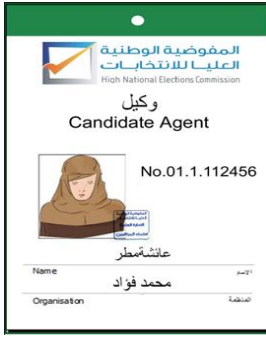 المفوضية الوطنية
العليا للانتخابات
High National Elections Commission
وكيل
Candidate Agent
No.01.1.112456
عائشةمطر
Name الاسم
محمد فؤاد
Organisation المنظمة